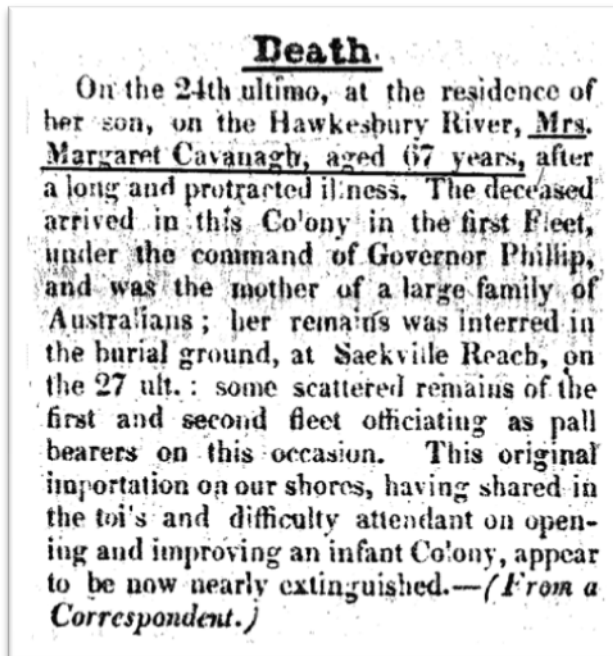 Death.
On the 24th ultimo, at the residence of
her son, on the Hawkesbury River, Mrs.
Margaret Cavanagh, aged 67 years, after
a long and protracted illness. The deceased
arrived in this Co'ony in the first Fleet,
under the command of Governor Phillip,
and was the mother of a large family of
Australians; her remains was interred in
the burial ground, at Sackville Reach, on
the 27 ult.: some scattered remains of the
first and second fleet officiating as pall
bearers on this occasion. This original
importation on our shores, having shared in
the toi's and difficulty attendant on open-
ing and improving an infant Colony, appear
to be now nearly extinguished.—(From a
Correspondent.)